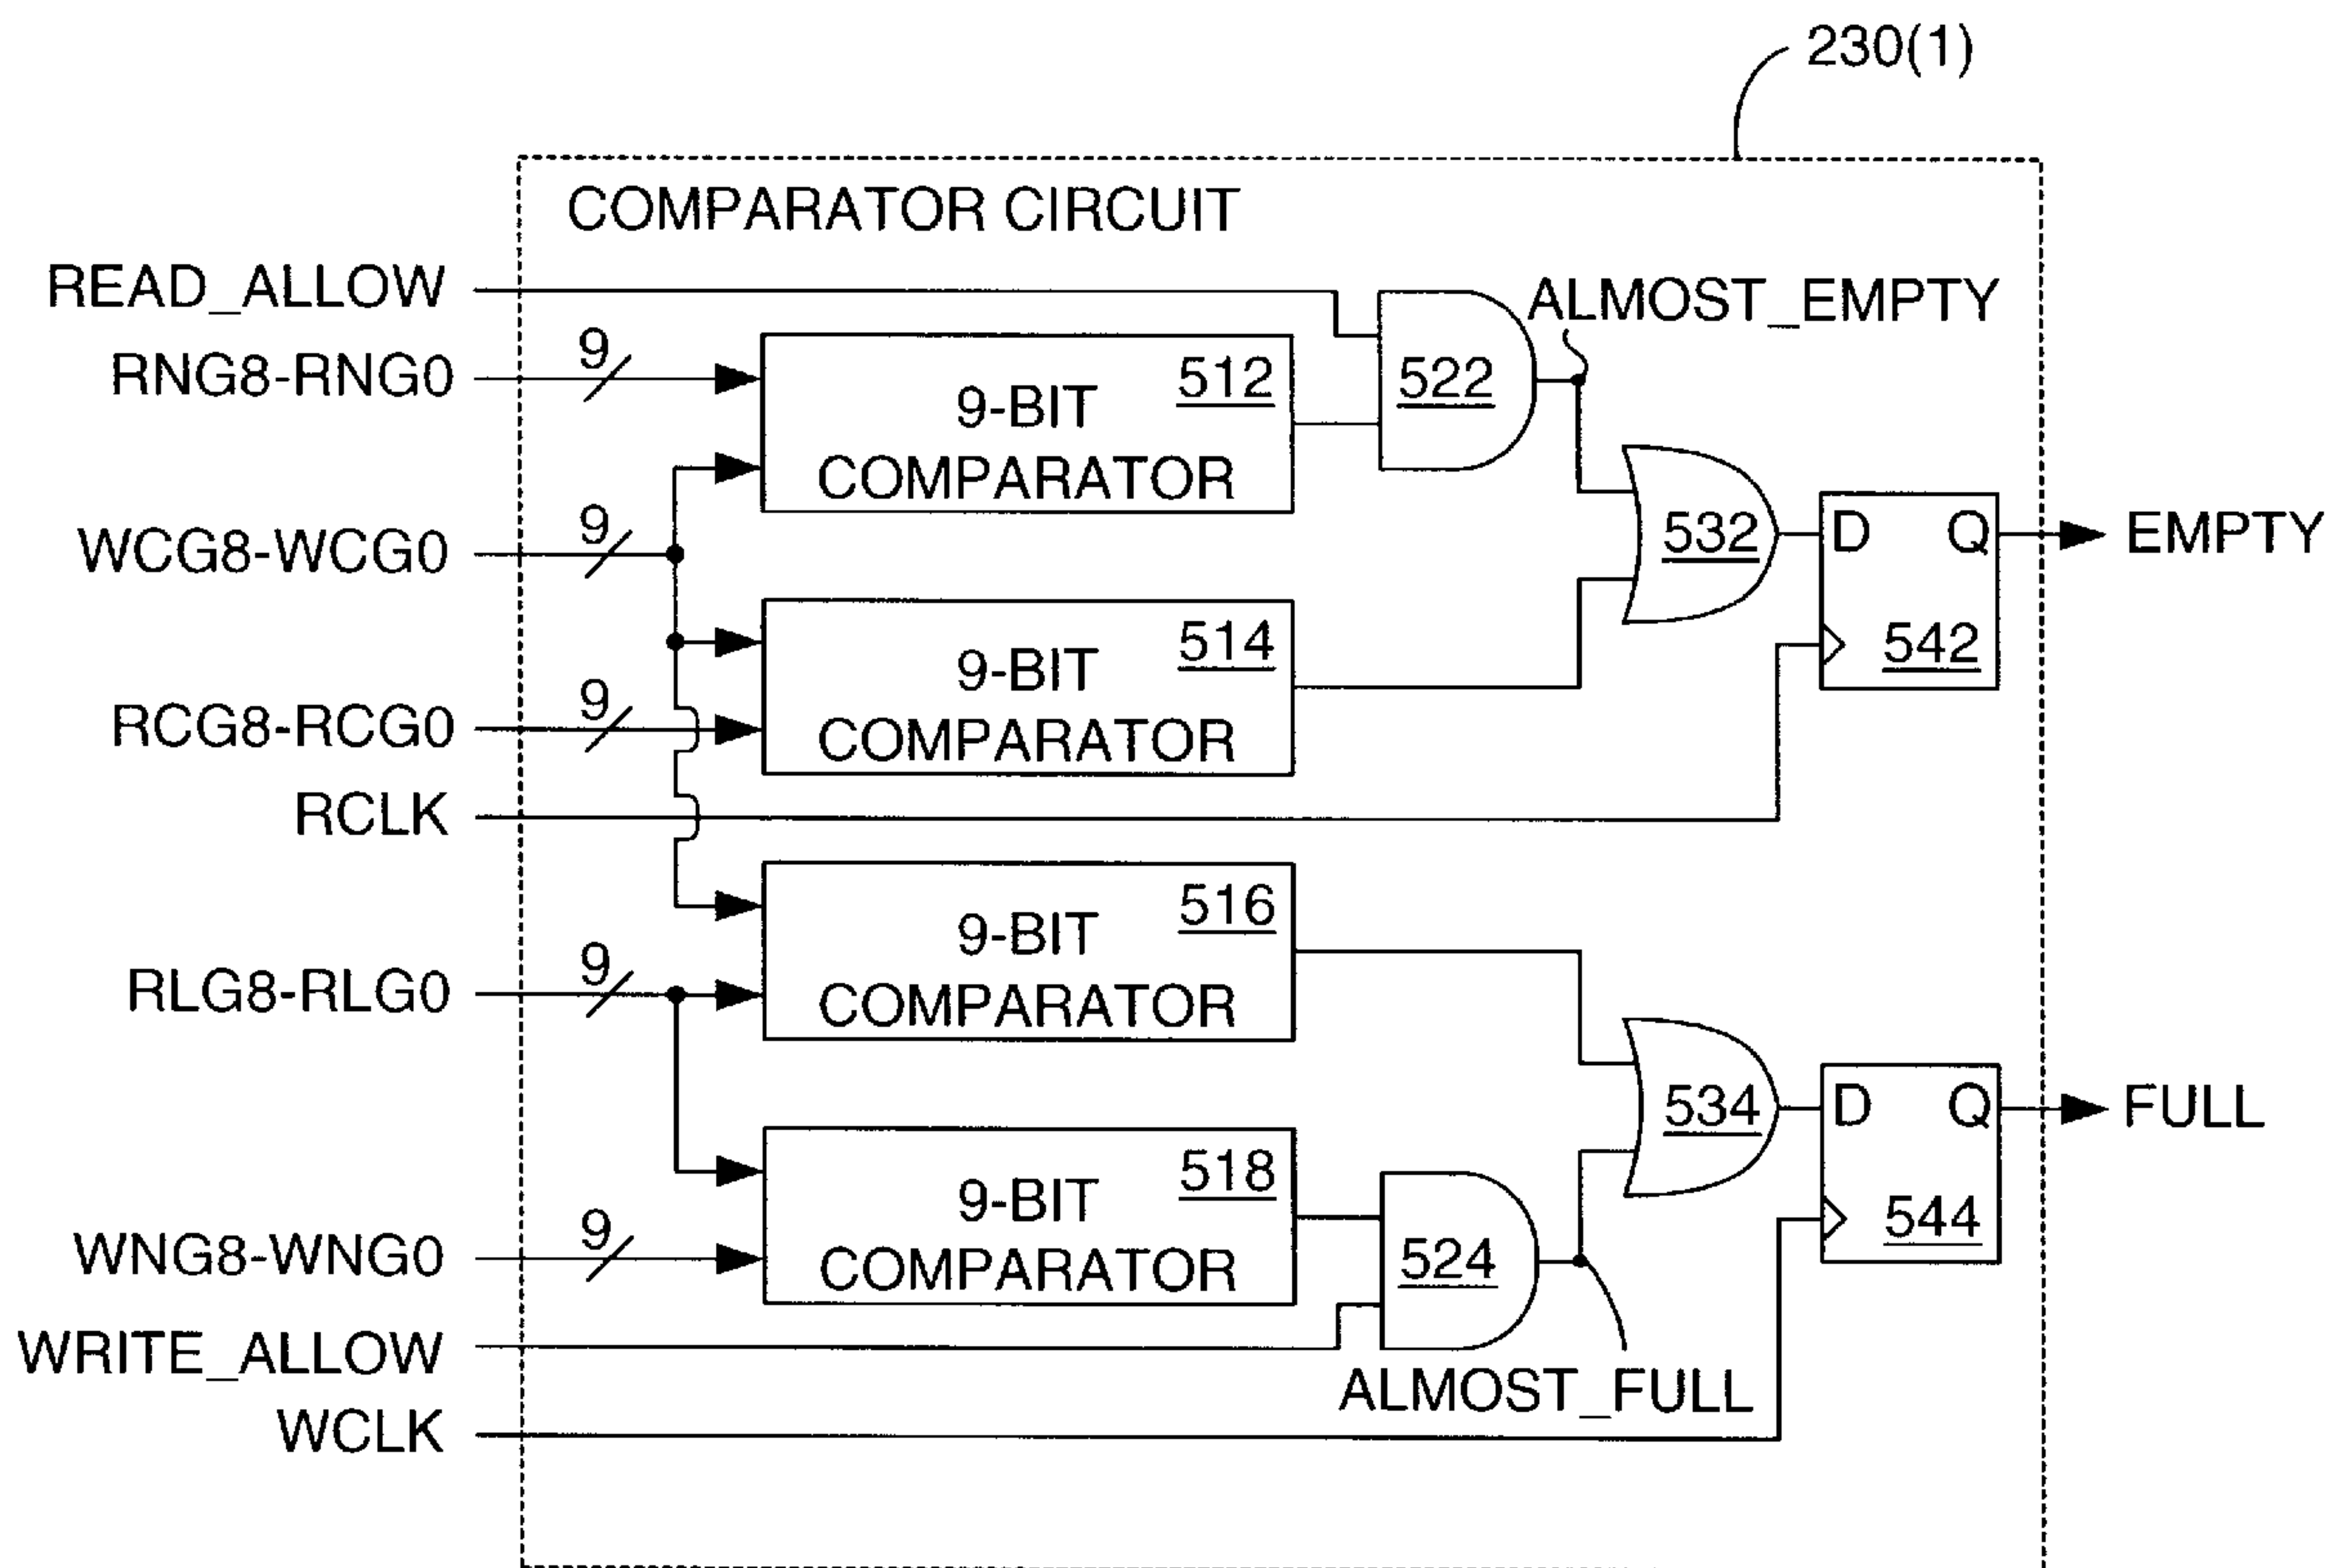 230(1)
COMPARATOR CIRCUIT
READ_ALLOW
ALMOST_EMPTY
RNG8-RNG0
9
512
9-BIT
COMPARATOR
522
WCG8-WCG0
9
532
D Q
542
EMPTY
514
9-BIT
COMPARATOR
RCG8-RCG0
9
RCLK
516
9-BIT
COMPARATOR
RLG8-RLG0
9
534
D Q
544
FULL
518
9-BIT
COMPARATOR
WNG8-WNG0
9
524
WRITE_ALLOW
ALMOST_FULL
WCLK